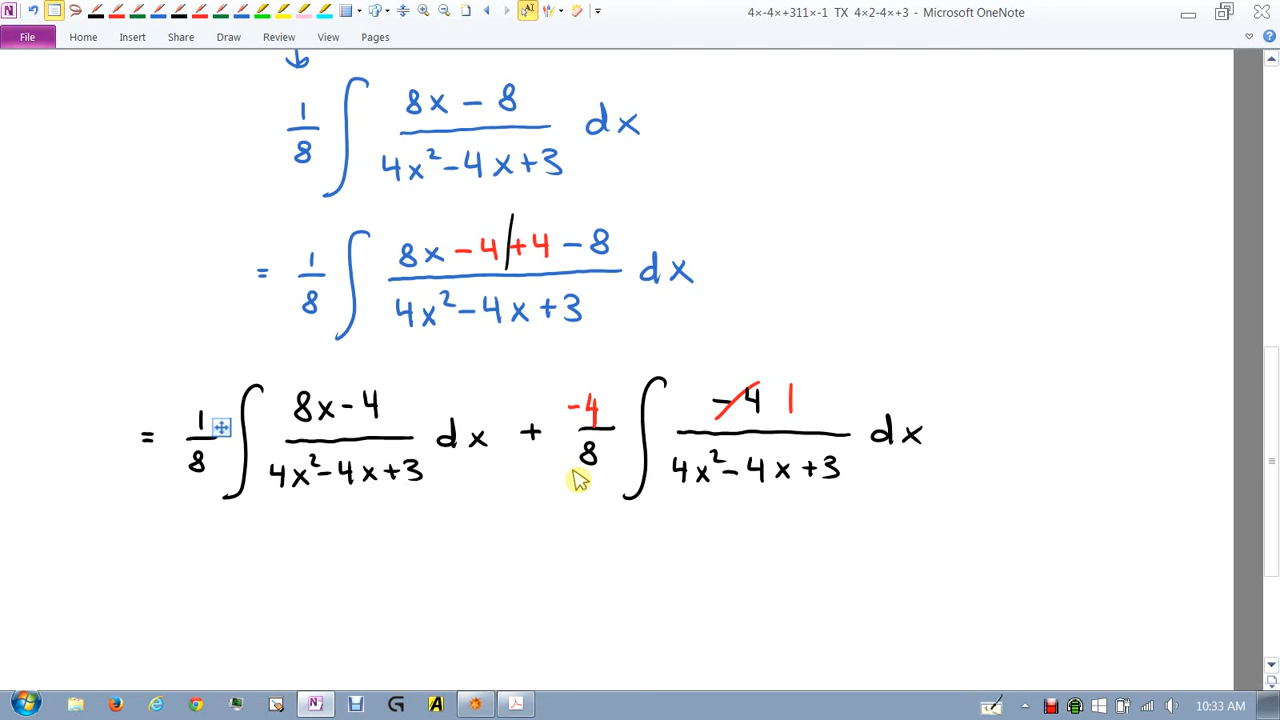 4x-4x+311x-1 TX 4x2-4x+3 - Microsoft OneNote
File Home Insert Share Draw Review View Pages
1/8 ∫ (8x - 8)/(4x² - 4x + 3) dx
= 1/8 ∫ (8x - 4 + 4 - 8)/(4x² - 4x + 3) dx
= 1/8 ∫ (8x - 4)/(4x² - 4x + 3) dx + -4/8 ∫ (-4 1)/(4x² - 4x + 3) dx
10:33 AM